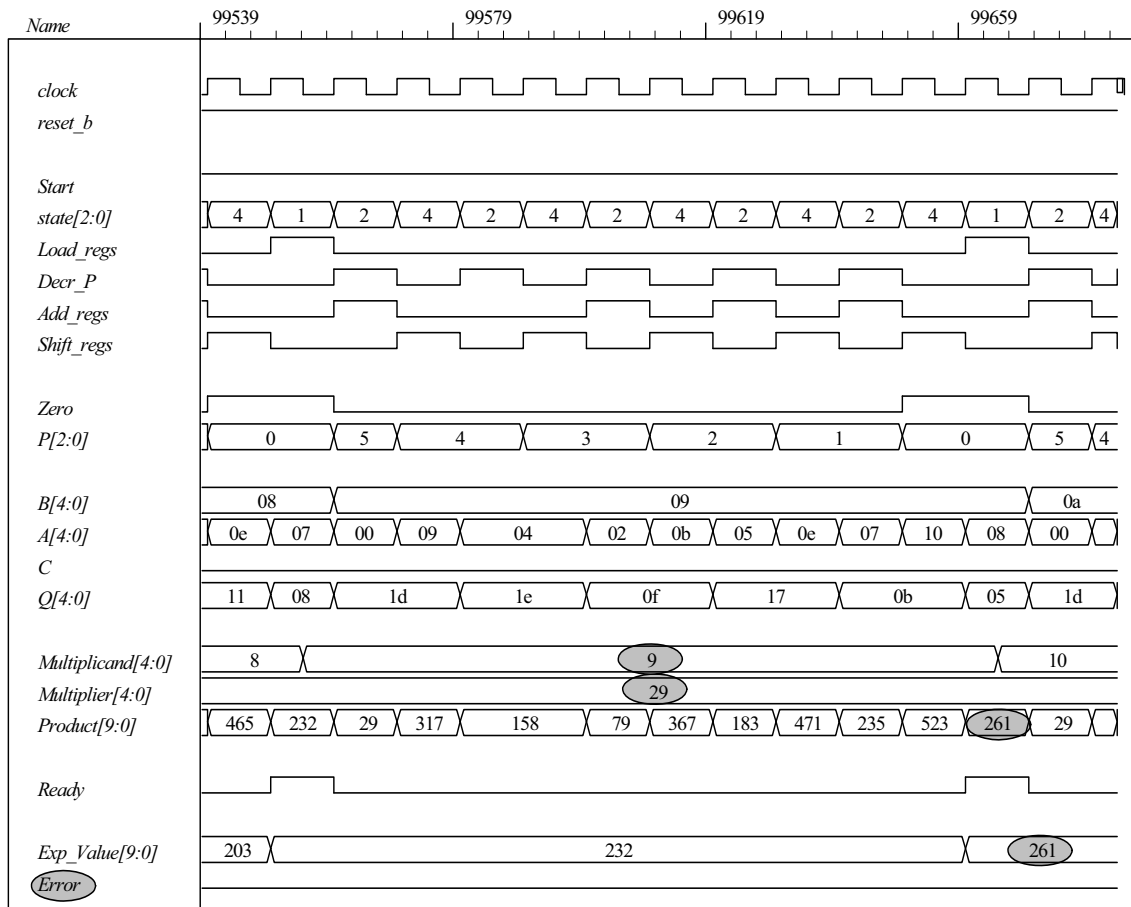 Name 99539 99579 99619 99659
clock
reset_b
Start
state[2:0] 4 1 2 4 2 4 2 4 2 4 2 4 1 2 4
Load_regs
Decr_P
Add_regs
Shift_regs
Zero
P[2:0] 0 5 4 3 2 1 0 5 4
B[4:0] 08 09 0a
A[4:0] 0e 07 00 09 04 02 0b 05 0e 07 10 08 00
C
Q[4:0] 11 08 1d 1e 0f 17 0b 05 1d
Multiplicand[4:0] 8 9 10
Multiplier[4:0] 29
Product[9:0] 465 232 29 317 158 79 367 183 471 235 523 261 29
Ready
Exp_Value[9:0] 203 232 261
Error